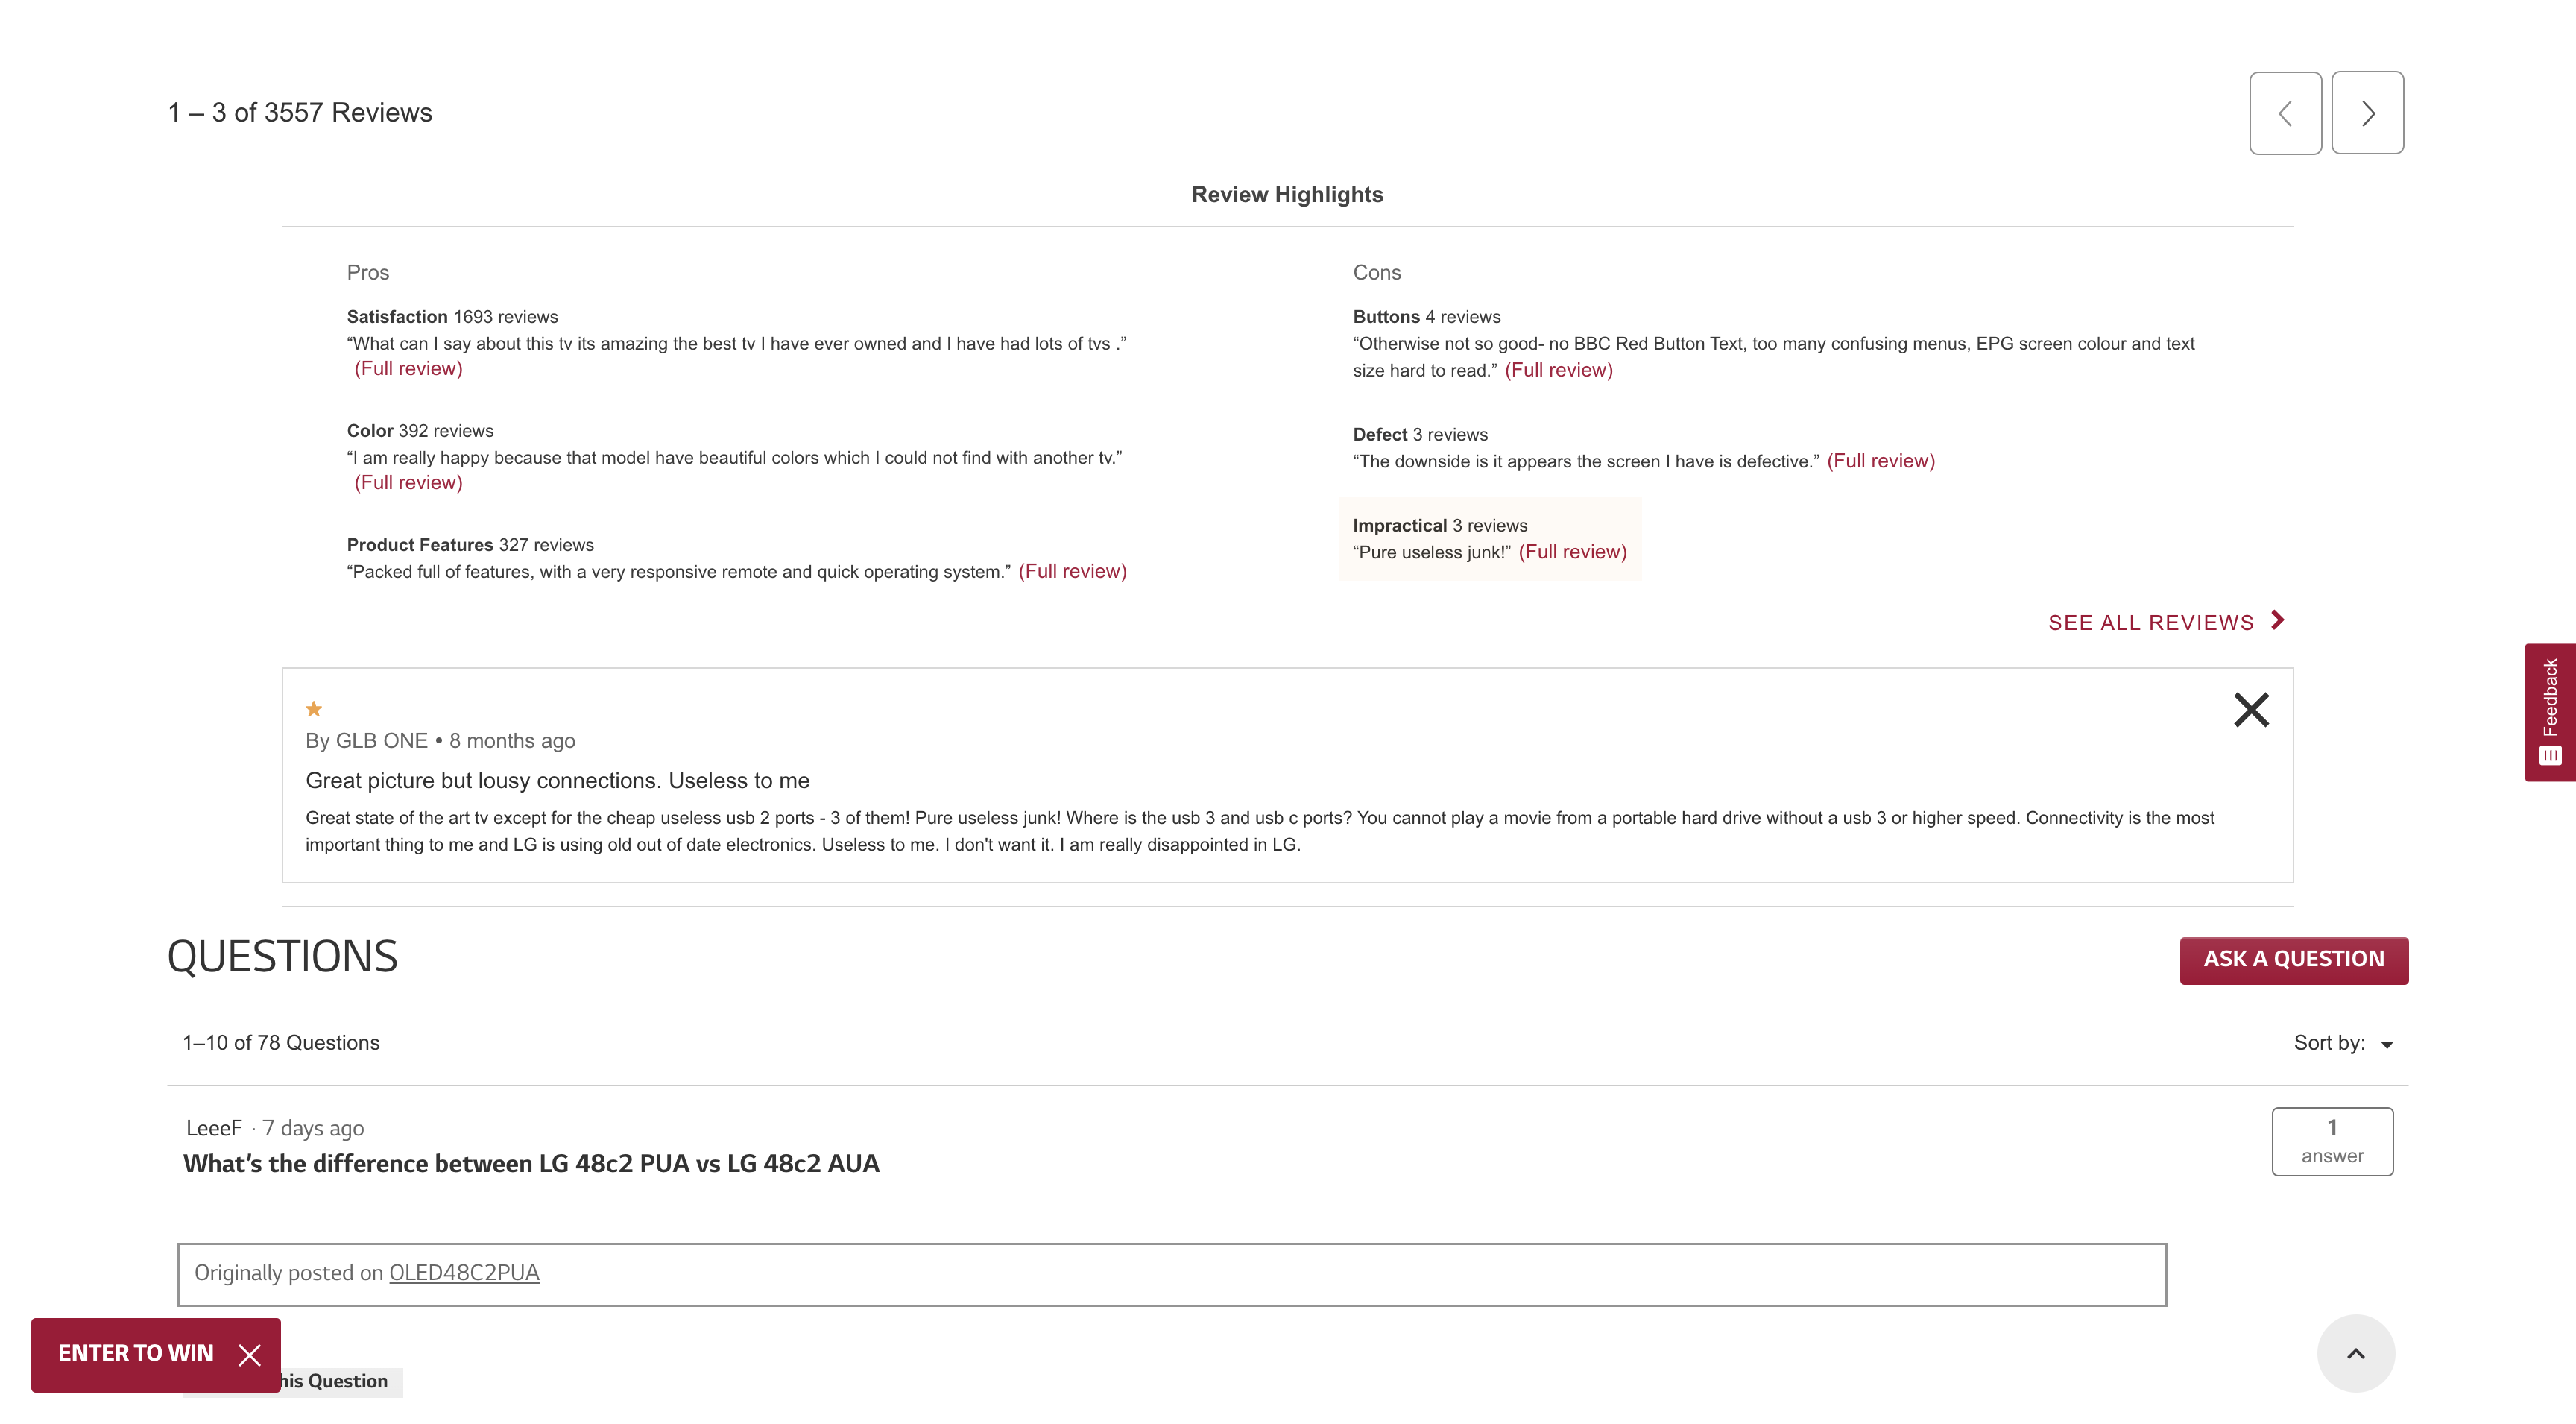 1 – 3 of 3557 Reviews
Review Highlights
Pros
Satisfaction 1693 reviews
“What can I say about this tv its amazing the best tv I have ever owned and I have had lots of tvs .”
(Full review)
Color 392 reviews
“I am really happy because that model have beautiful colors which I could not find with another tv.”
(Full review)
Product Features 327 reviews
“Packed full of features, with a very responsive remote and quick operating system.” (Full review)
Cons
Buttons 4 reviews
“Otherwise not so good- no BBC Red Button Text, too many confusing menus, EPG screen colour and text
size hard to read.” (Full review)
Defect 3 reviews
“The downside is it appears the screen I have is defective.” (Full review)
Impractical 3 reviews
“Pure useless junk!” (Full review)
SEE ALL REVIEWS
Feedback
By GLB ONE • 8 months ago
Great picture but lousy connections. Useless to me
Great state of the art tv except for the cheap useless usb 2 ports - 3 of them! Pure useless junk! Where is the usb 3 and usb c ports? You cannot play a movie from a portable hard drive without a usb 3 or higher speed. Connectivity is the most
important thing to me and LG is using old out of date electronics. Useless to me. I don't want it. I am really disappointed in LG.
QUESTIONS
ASK A QUESTION
1–10 of 78 Questions
Sort by:
LeeeF · 7 days ago
What’s the difference between LG 48c2 PUA vs LG 48c2 AUA
1
answer
Originally posted on OLED48C2PUA
ENTER TO WIN
Question